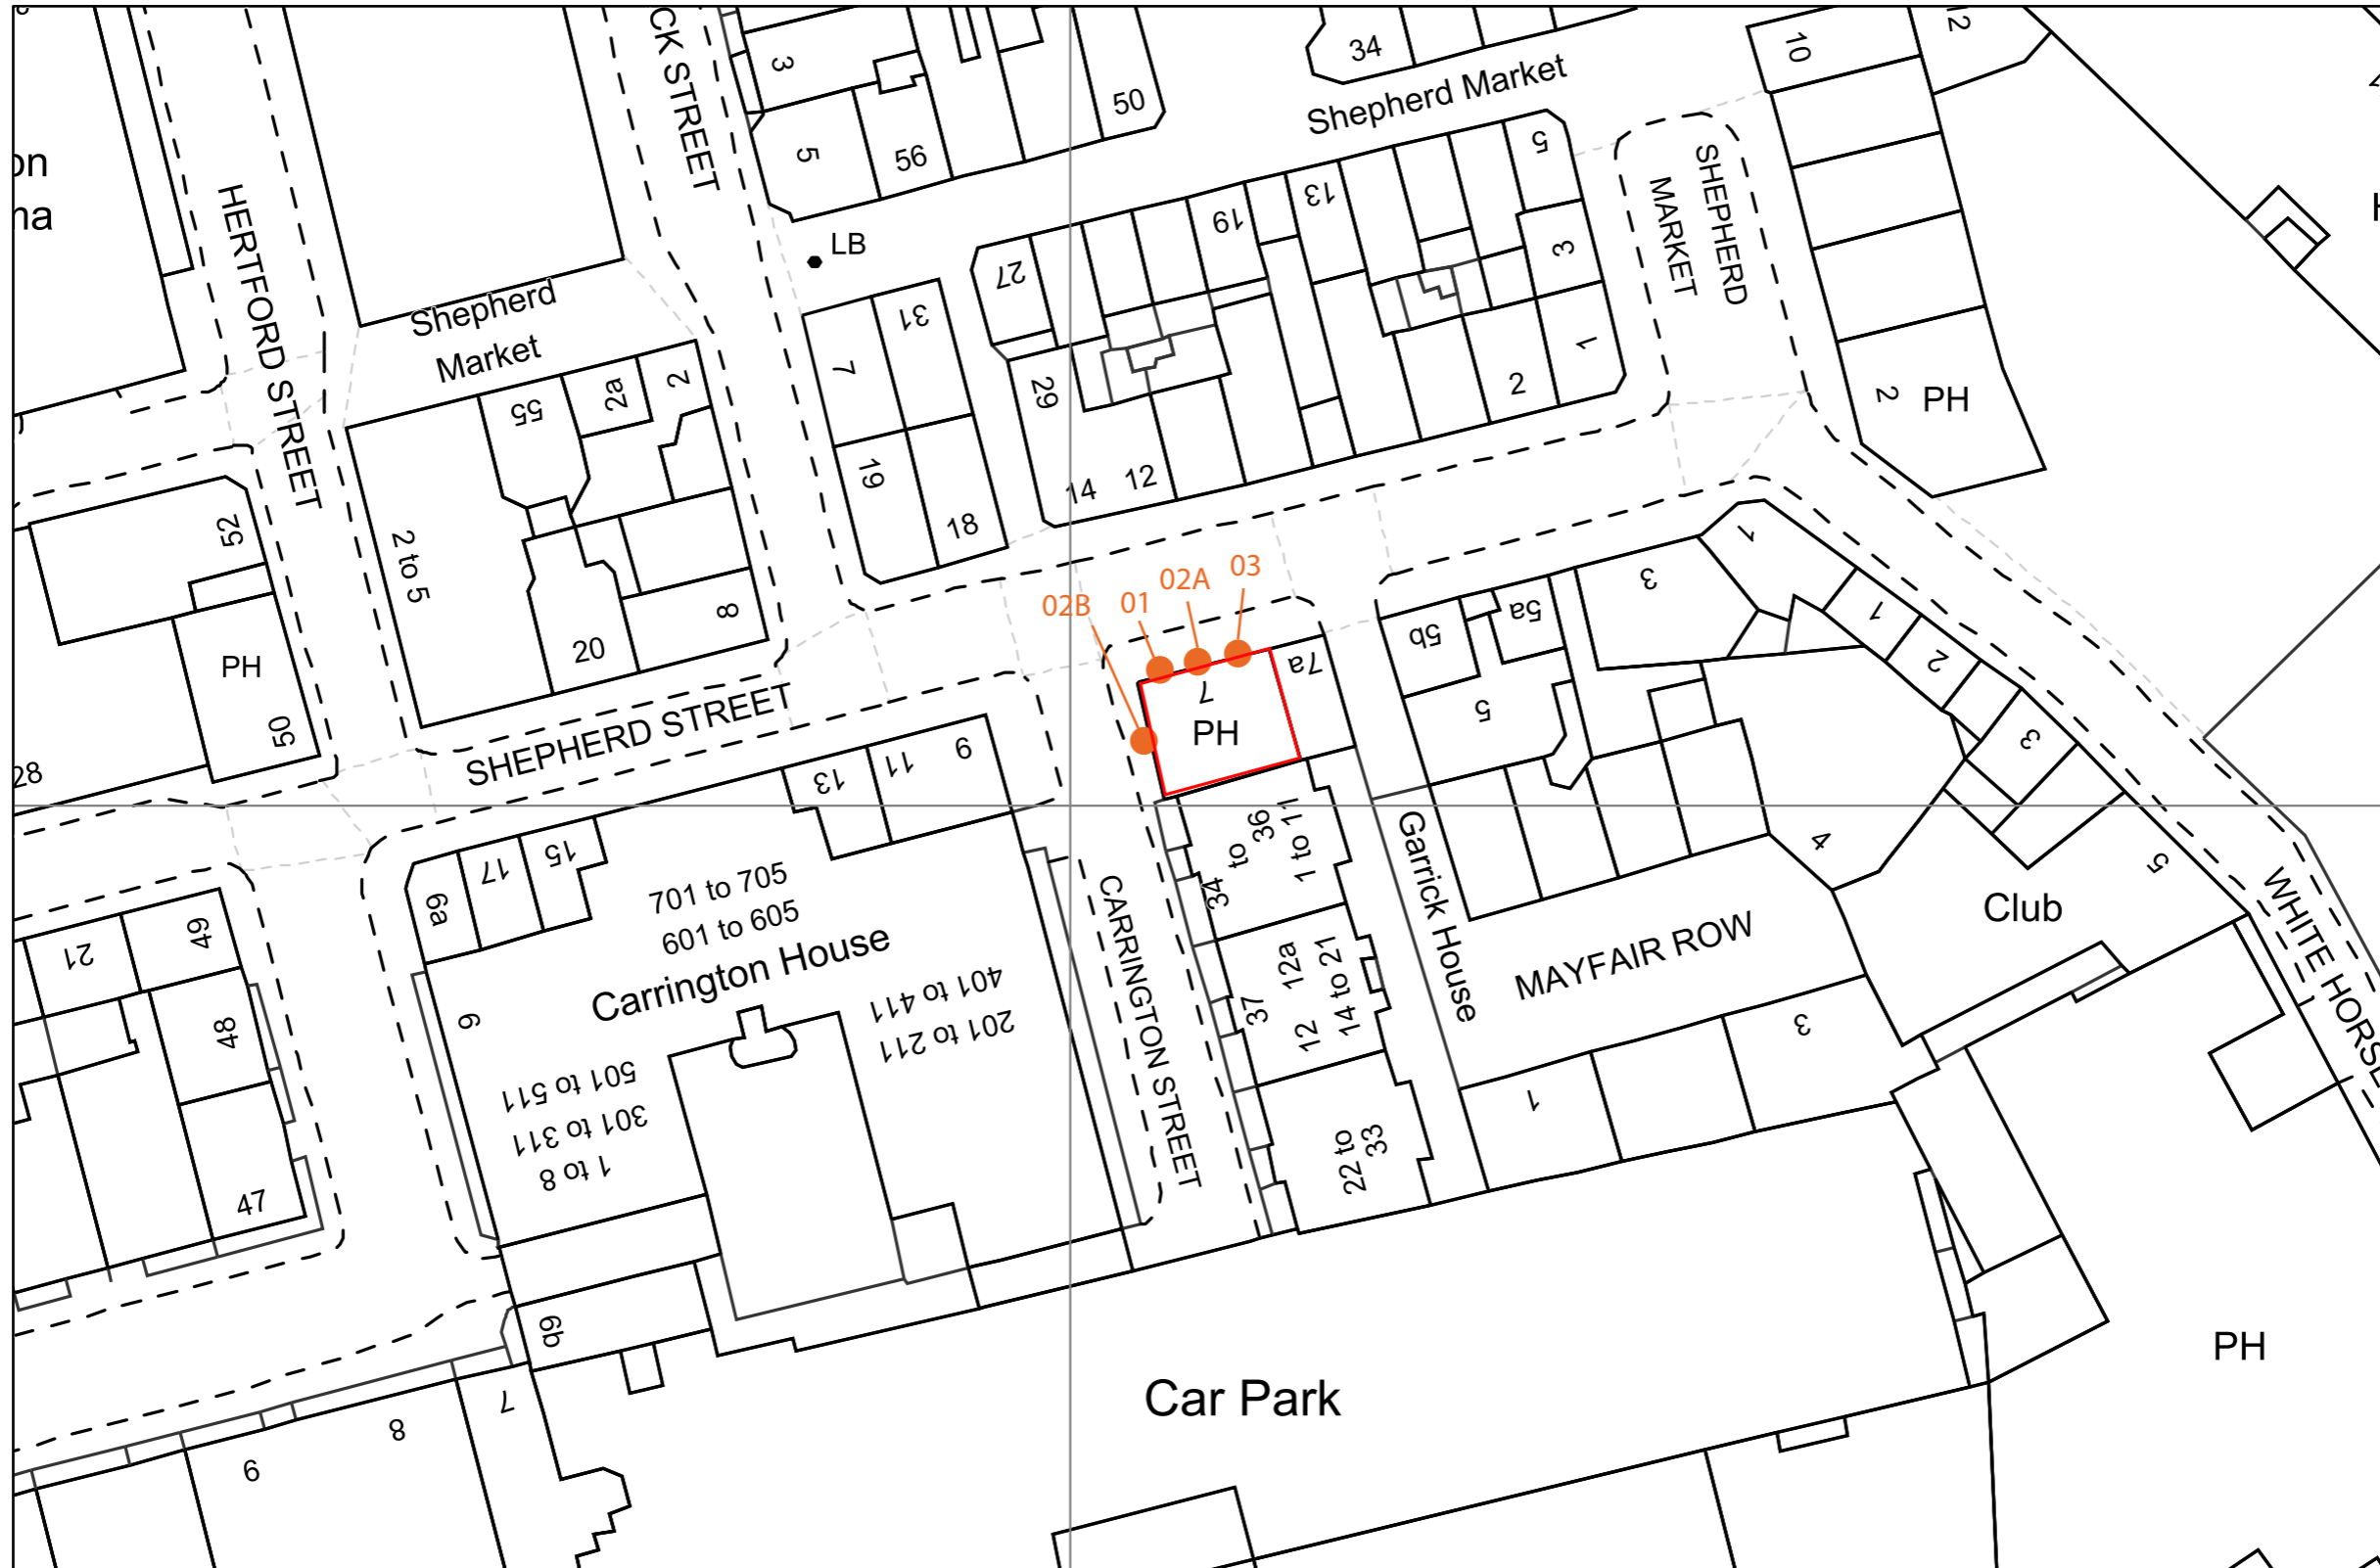 CK STREET
3
34
10
12
Shepherd Market
50
5
56
5
on
na
HERTFORD STREET
SHEPHERD
MARKET
LB
27
19
13
3
Shepherd
Market
31
7
29
2
1
2
PH
55
2a
2
14
12
19
18
52
2 to 5
20
8
PH
50
28
SHEPHERD STREET
02B
01
02A
03
7
PH
7a
5b
5a
5
3
1
1
2
3
4
5
Club
13
11
9
6a
17
15
701 to 705
601 to 605
Carrington House
401 to 411
201 to 211
501 to 511
301 to 311
1 to 8
6
21
49
48
47
CARRINGTON STREET
34 to 36
1 to 11
37
12 12a
14 to 21
22 to
33
Garrick House
MAYFAIR ROW
1
3
WHITE HORSE
6b
7
8
9
Car Park
PH